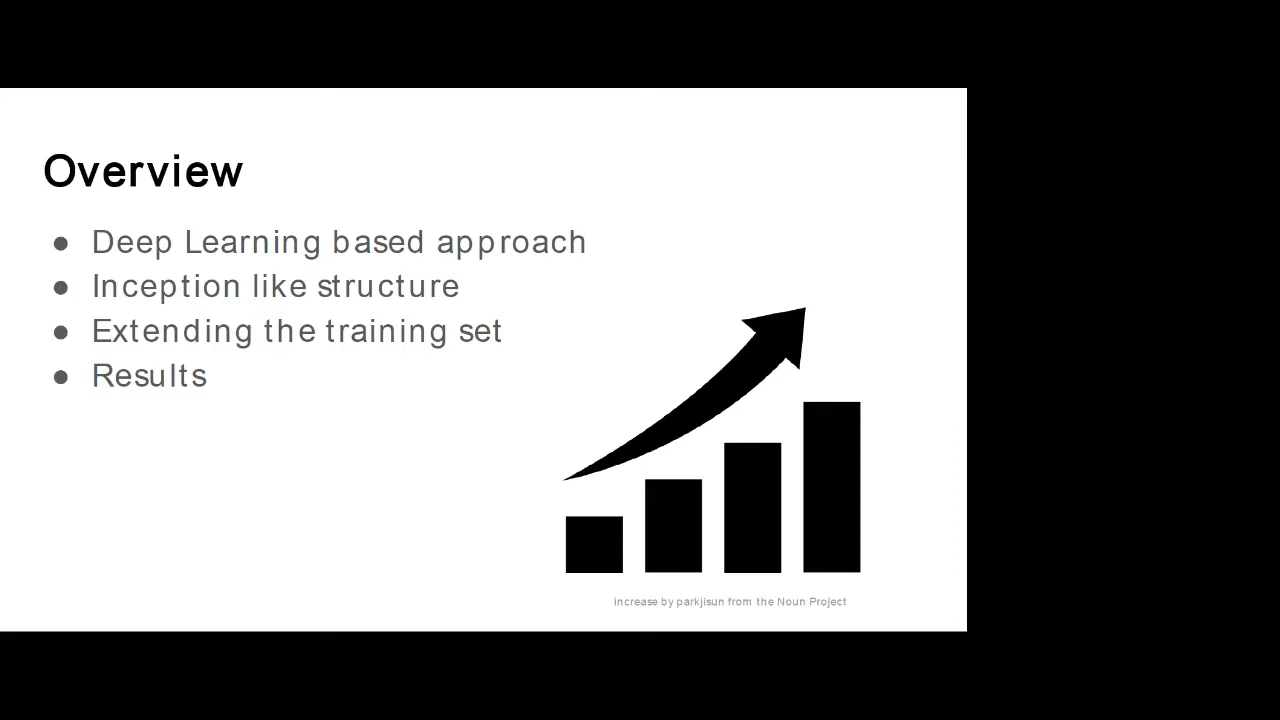 Overview
● Deep Learning based approach
● Inception like structure
● Extending the training set
● Results
increase by parkjisun from the Noun Project